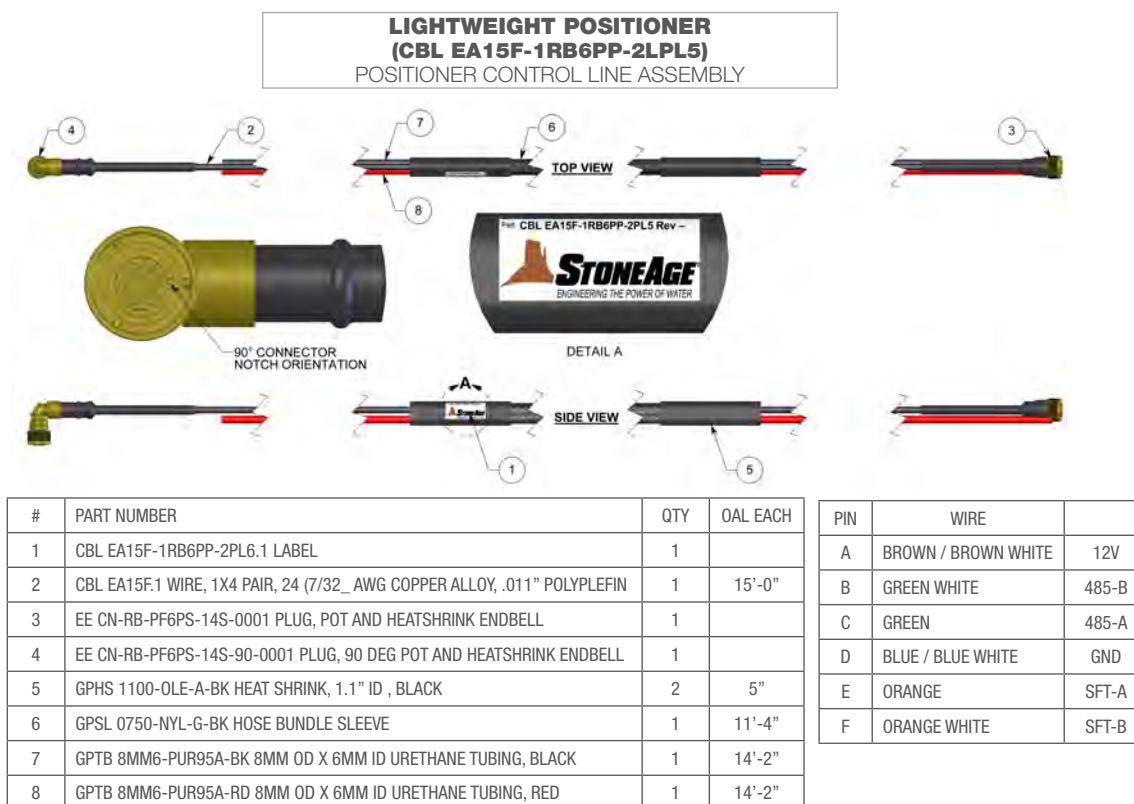 LIGHTWEIGHT POSITIONER
(CBL EA15F-1RB6PP-2LPL5)
POSITIONER CONTROL LINE ASSEMBLY
4
2
7
6
3
TOP VIEW
8
Part: CBL EA15F-1RB6PP-2PL5 Rev –
STONEAGE
ENGINEERING THE POWER OF WATER
90° CONNECTOR
NOTCH ORIENTATION
DETAIL A
A
StoneAge
SIDE VIEW
1
5
# PART NUMBER QTY OAL EACH
1 CBL EA15F-1RB6PP-2PL6.1 LABEL 1
2 CBL EA15F.1 WIRE, 1X4 PAIR, 24 (7/32_ AWG COPPER ALLOY, .011” POLYPLEFIN 1 15’-0”
3 EE CN-RB-PF6PS-14S-0001 PLUG, POT AND HEATSHRINK ENDBELL 1
4 EE CN-RB-PF6PS-14S-90-0001 PLUG, 90 DEG POT AND HEATSHRINK ENDBELL 1
5 GPHS 1100-OLE-A-BK HEAT SHRINK, 1.1” ID , BLACK 2 5”
6 GPSL 0750-NYL-G-BK HOSE BUNDLE SLEEVE 1 11’-4”
7 GPTB 8MM6-PUR95A-BK 8MM OD X 6MM ID URETHANE TUBING, BLACK 1 14’-2”
8 GPTB 8MM6-PUR95A-RD 8MM OD X 6MM ID URETHANE TUBING, RED 1 14’-2”
PIN WIRE
A BROWN / BROWN WHITE 12V
B GREEN WHITE 485-B
C GREEN 485-A
D BLUE / BLUE WHITE GND
E ORANGE SFT-A
F ORANGE WHITE SFT-B